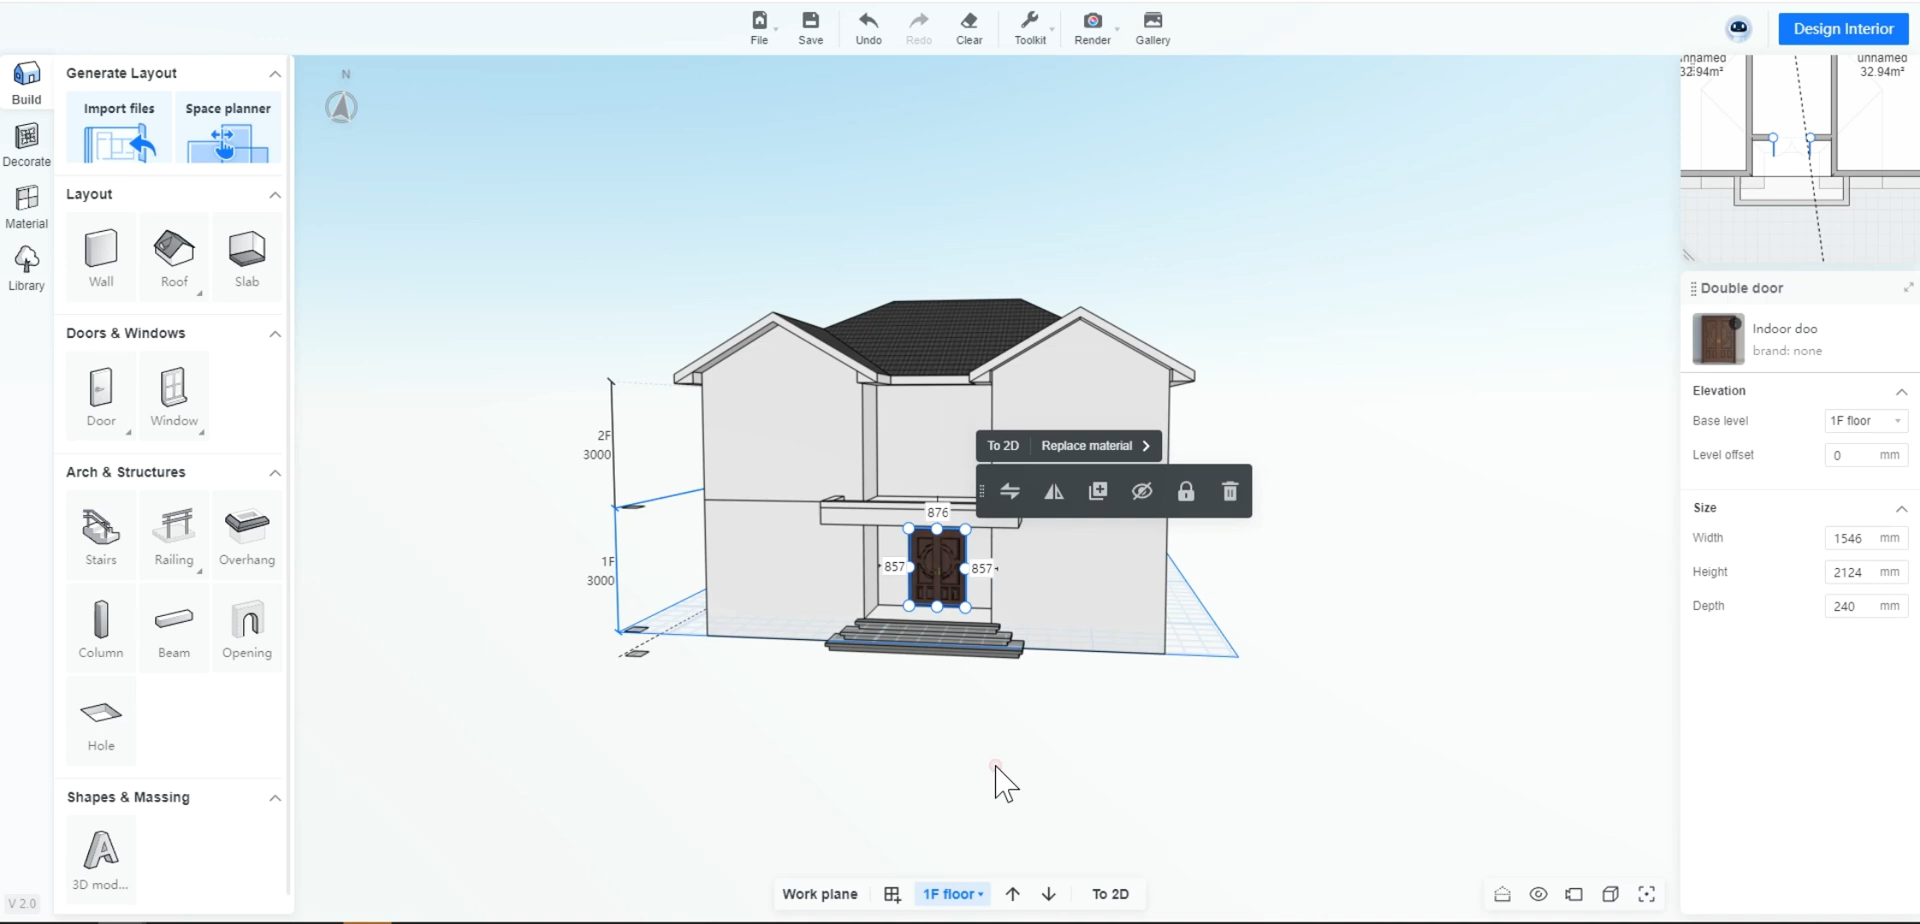 File
Save
Undo
Redo
Clear
Toolkit
Render
Gallery
Design Interior
Build
Decorate
Material
Library
Generate Layout
Import files
Space planner
Layout
Wall
Roof
Slab
Doors & Windows
Door
Window
Arch & Structures
Stairs
Railing
Overhang
Column
Beam
Opening
Hole
Shapes & Massing
A
3D mod...
V 2.0
N
2F
3000
1F
3000
To 2D
Replace material
876
857
857
Work plane
1F floor
To 2D
unnamed
32.94m²
unnamed
32.94m²
Double door
Indoor doo
brand: none
Elevation
Base level
1F floor
Level offset
0 mm
Size
Width
1546 mm
Height
2124 mm
Depth
240 mm